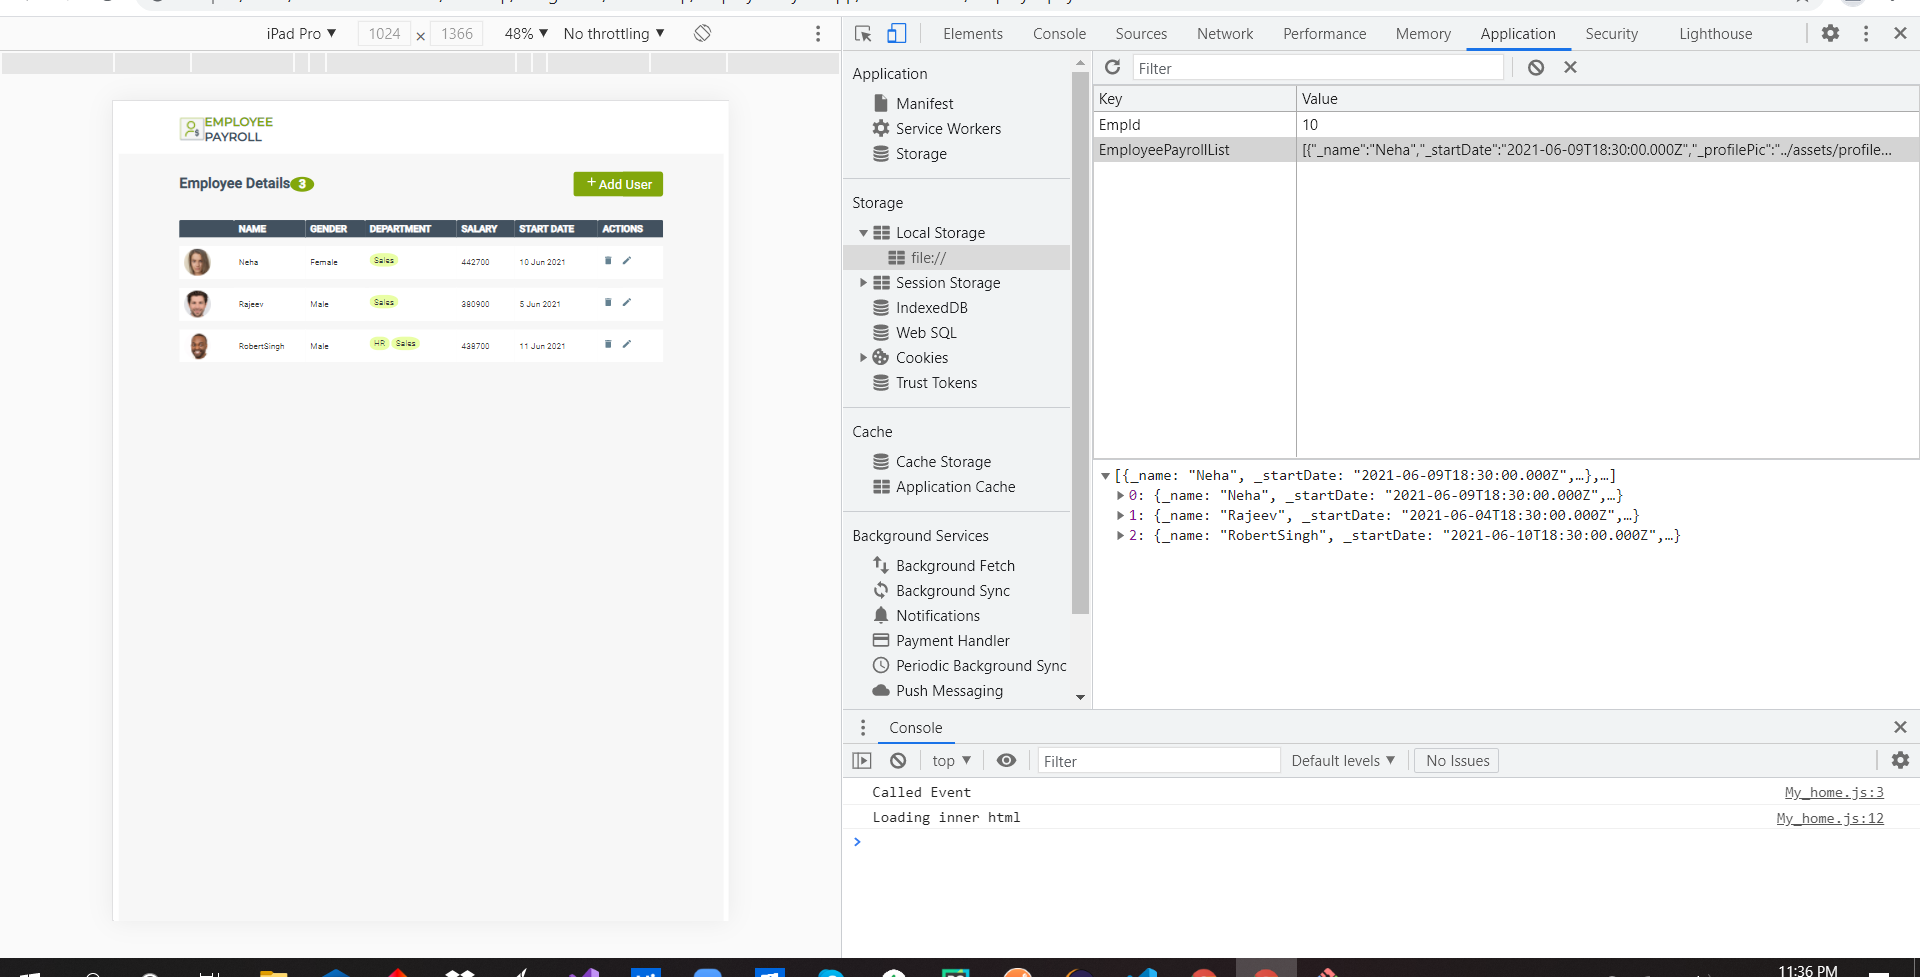 iPad Pro ▼ 1024 × 1366 48% ▼ No throttling ▼
EMPLOYEE
PAYROLL
Employee Details 3
+ Add User
NAME GENDER DEPARTMENT SALARY START DATE ACTIONS
Neha Female Sales 442700 10 Jun 2021
Rajeev Male Sales 380900 5 Jun 2021
RobertSingh Male HR Sales 438700 11 Jun 2021
Elements Console Sources Network Performance Memory Application Security Lighthouse
Application
Manifest
Service Workers
Storage
Storage
Local Storage
file://
Session Storage
IndexedDB
Web SQL
Cookies
Trust Tokens
Cache
Cache Storage
Application Cache
Background Services
Background Fetch
Background Sync
Notifications
Payment Handler
Periodic Background Sync
Push Messaging
Filter
Key Value
EmpId 10
EmployeePayrollList [{"_name":"Neha","_startDate":"2021-06-09T18:30:00.000Z","_profilePic":"../assets/profile...
▼[{_name: "Neha", _startDate: "2021-06-09T18:30:00.000Z",…},…]
▶0: {_name: "Neha", _startDate: "2021-06-09T18:30:00.000Z",…}
▶1: {_name: "Rajeev", _startDate: "2021-06-04T18:30:00.000Z",…}
▶2: {_name: "RobertSingh", _startDate: "2021-06-10T18:30:00.000Z",…}
Console
top ▼ Filter Default levels ▼ No Issues
Called Event My_home.js:3
Loading inner html My_home.js:12
>
11:36 PM